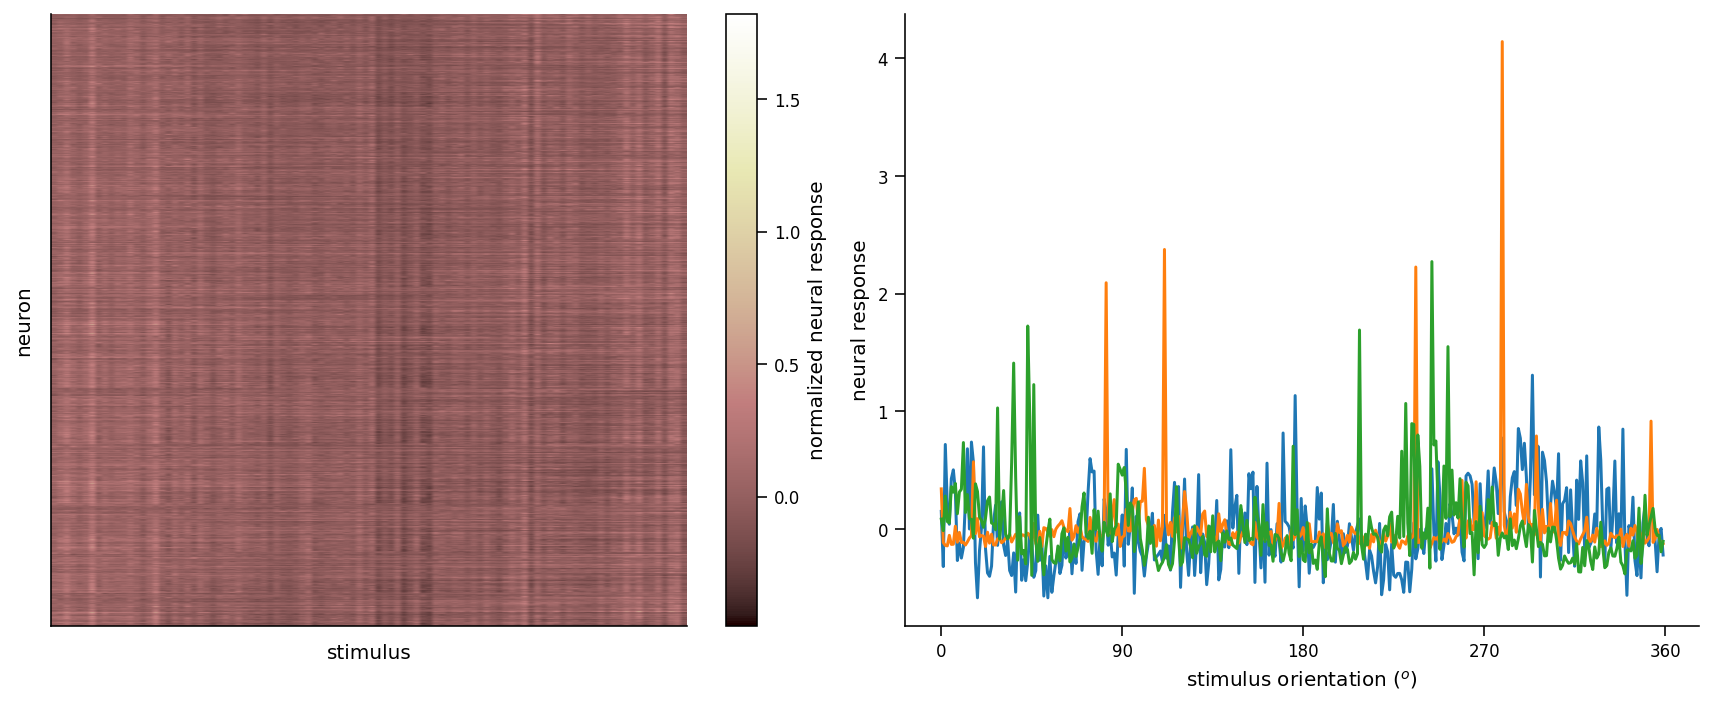 neuron
stimulus
1.5
1.0
0.5
0.0
normalized neural response
neural response
4
3
2
1
0
0 90 180 270 360
stimulus orientation (°)